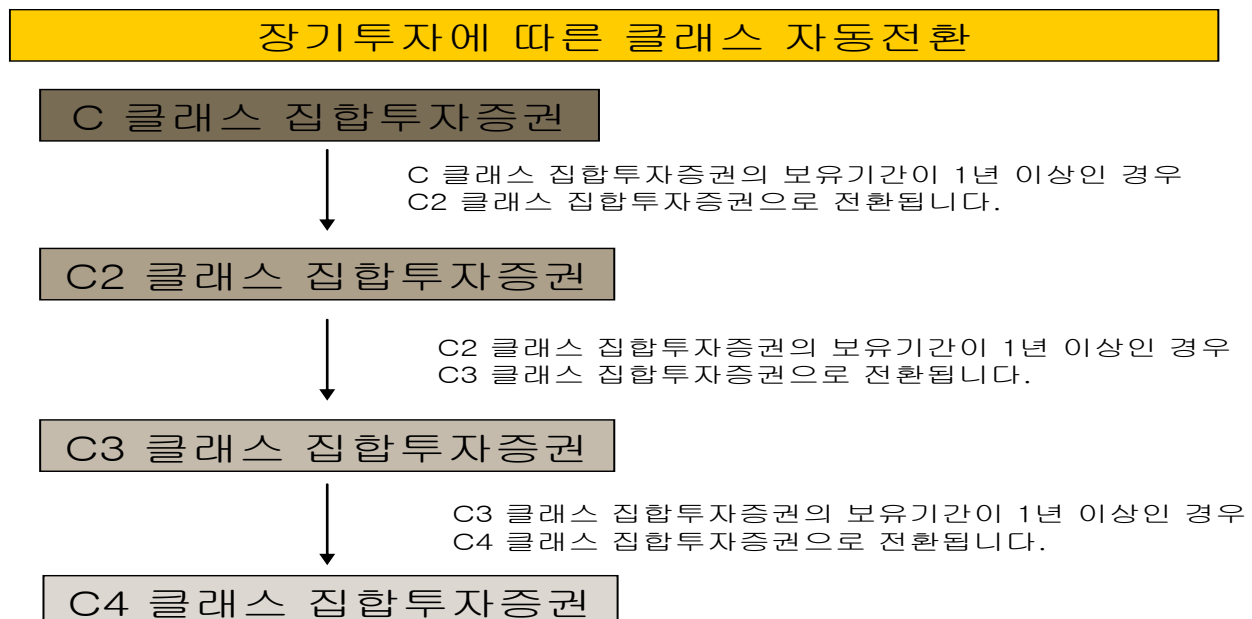 장기투자에 따른 클래스 자동전환
C 클래스 집합투자증권
C 클래스 집합투자증권의 보유기간이 1년 이상인 경우
C2 클래스 집합투자증권으로 전환됩니다.
C2 클래스 집합투자증권
C2 클래스 집합투자증권의 보유기간이 1년 이상인 경우
C3 클래스 집합투자증권으로 전환됩니다.
C3 클래스 집합투자증권
C3 클래스 집합투자증권의 보유기간이 1년 이상인 경우
C4 클래스 집합투자증권으로 전환됩니다.
C4 클래스 집합투자증권